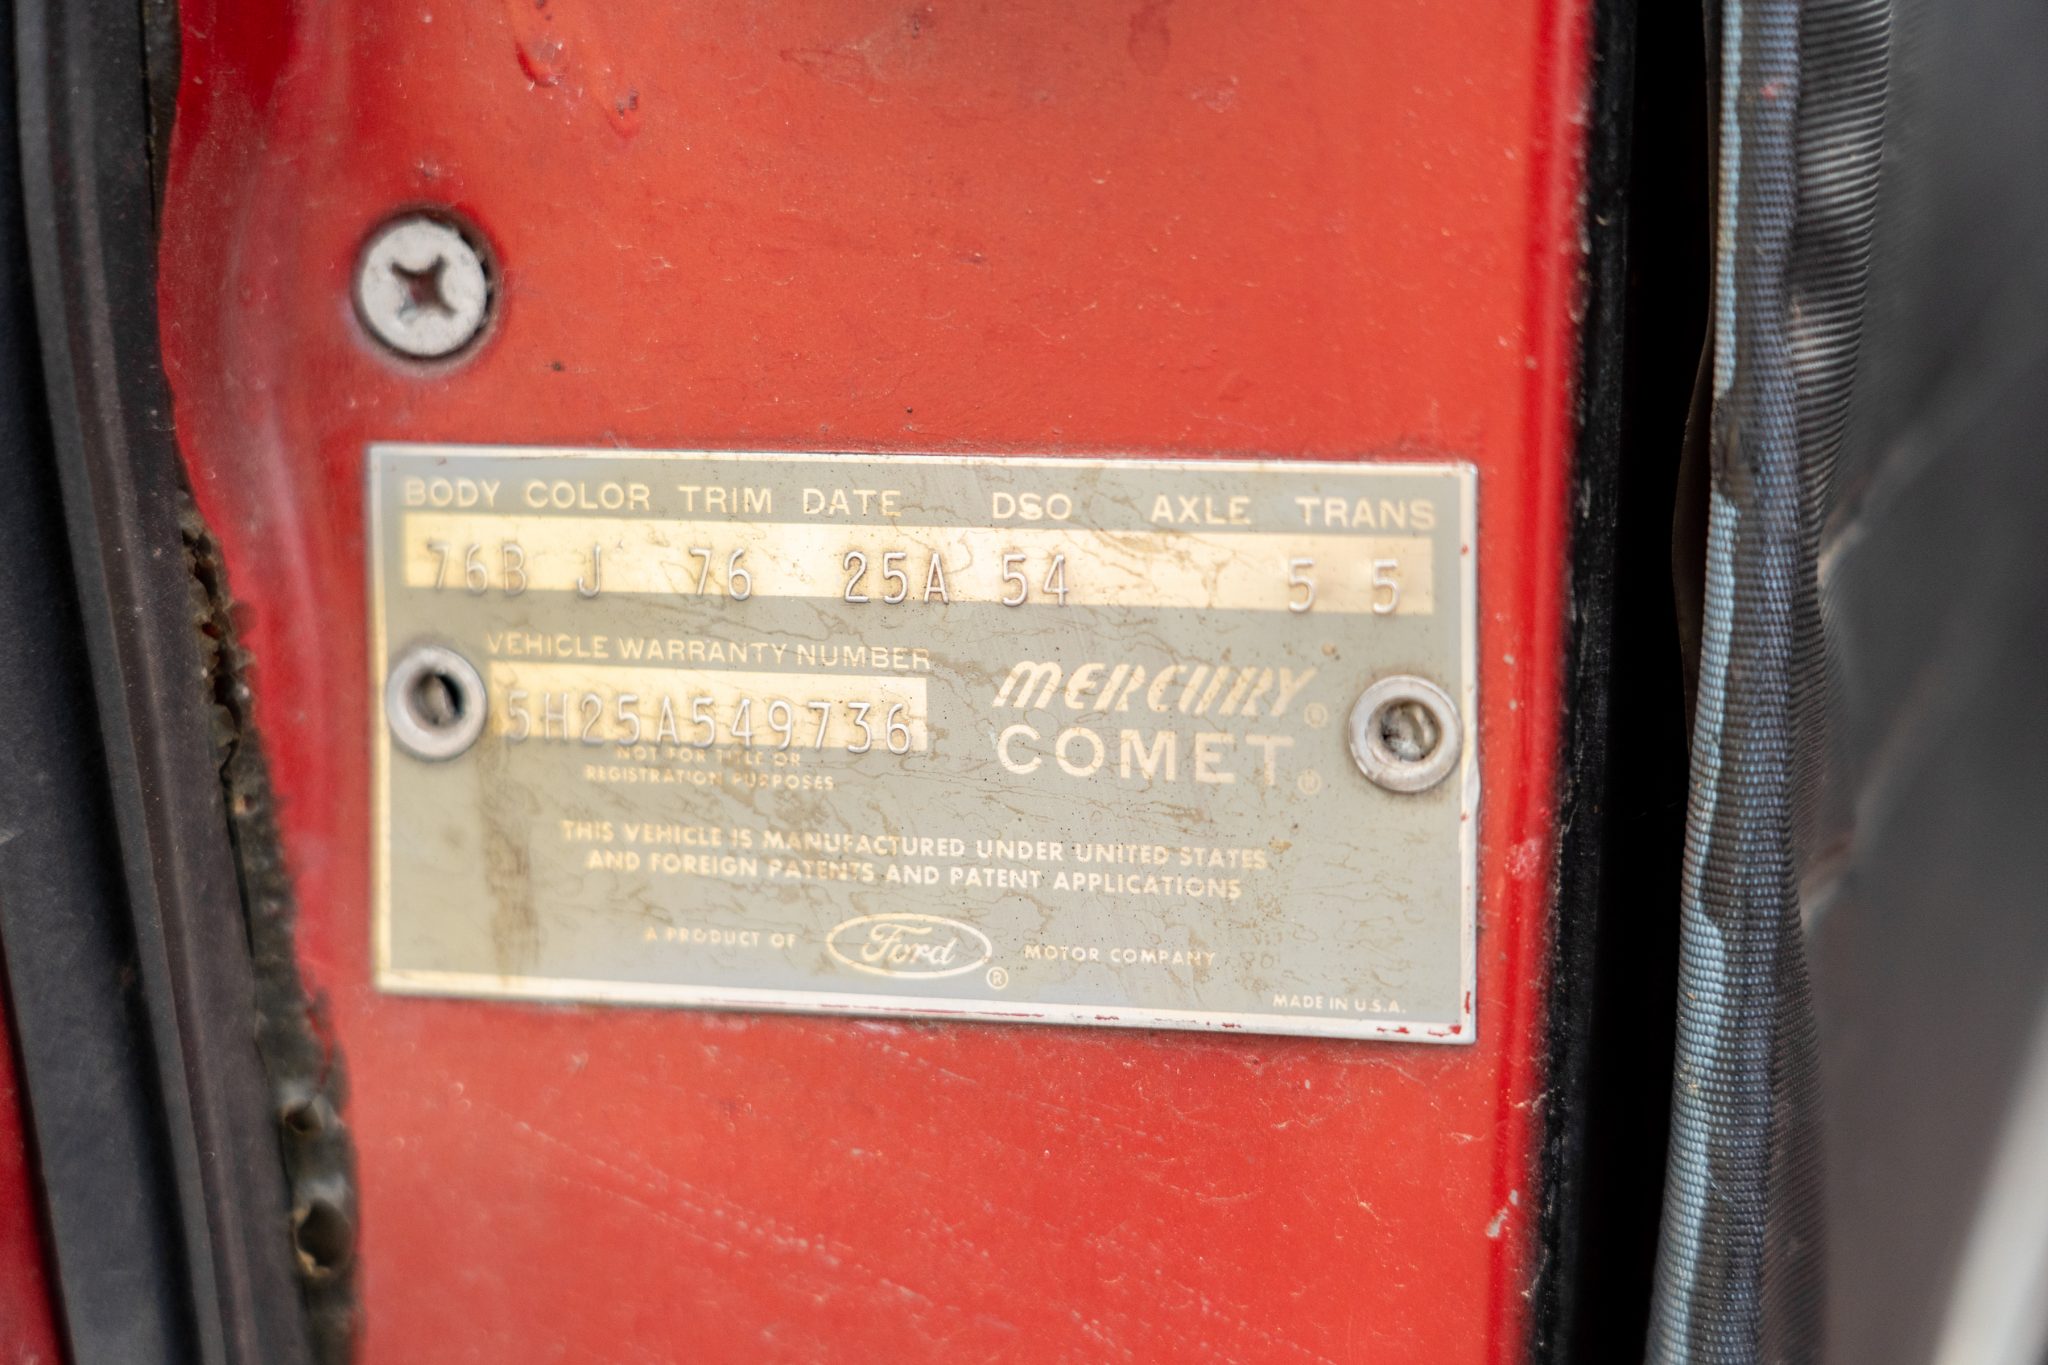 BODY COLOR TRIM DATE DSO AXLE TRANS
76B J 76 25A 54 5 5
VEHICLE WARRANTY NUMBER
5H25A549736
NOT FOR TITLE OR
REGISTRATION PURPOSES
MERCURY®
COMET®
THIS VEHICLE IS MANUFACTURED UNDER UNITED STATES
AND FOREIGN PATENTS AND PATENT APPLICATIONS
A PRODUCT OF Ford® MOTOR COMPANY
MADE IN U.S.A.